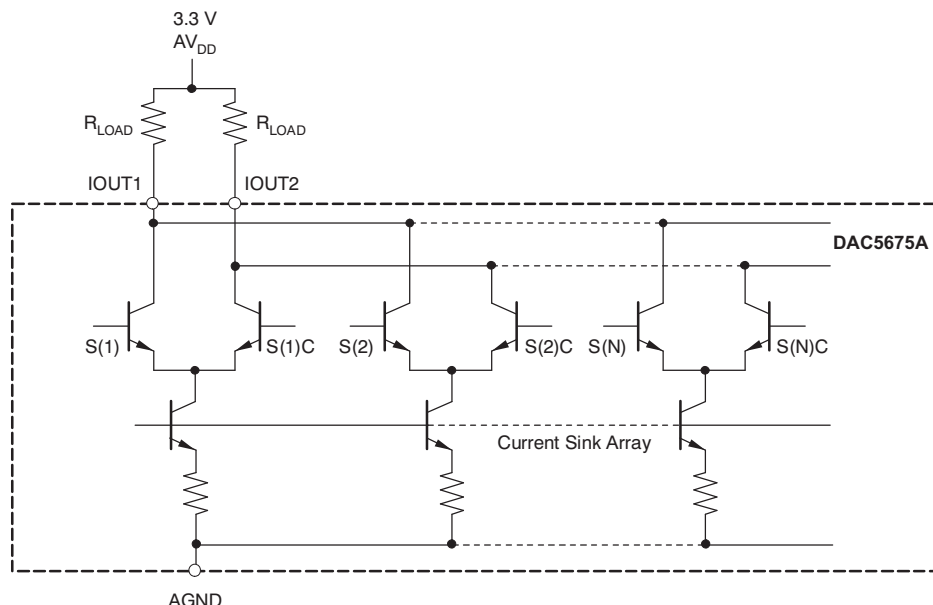 3.3 V
AV_DD
R_LOAD R_LOAD
IOUT1 IOUT2
DAC5675A
S(1) S(1)C S(2) S(2)C S(N) S(N)C
Current Sink Array
AGND